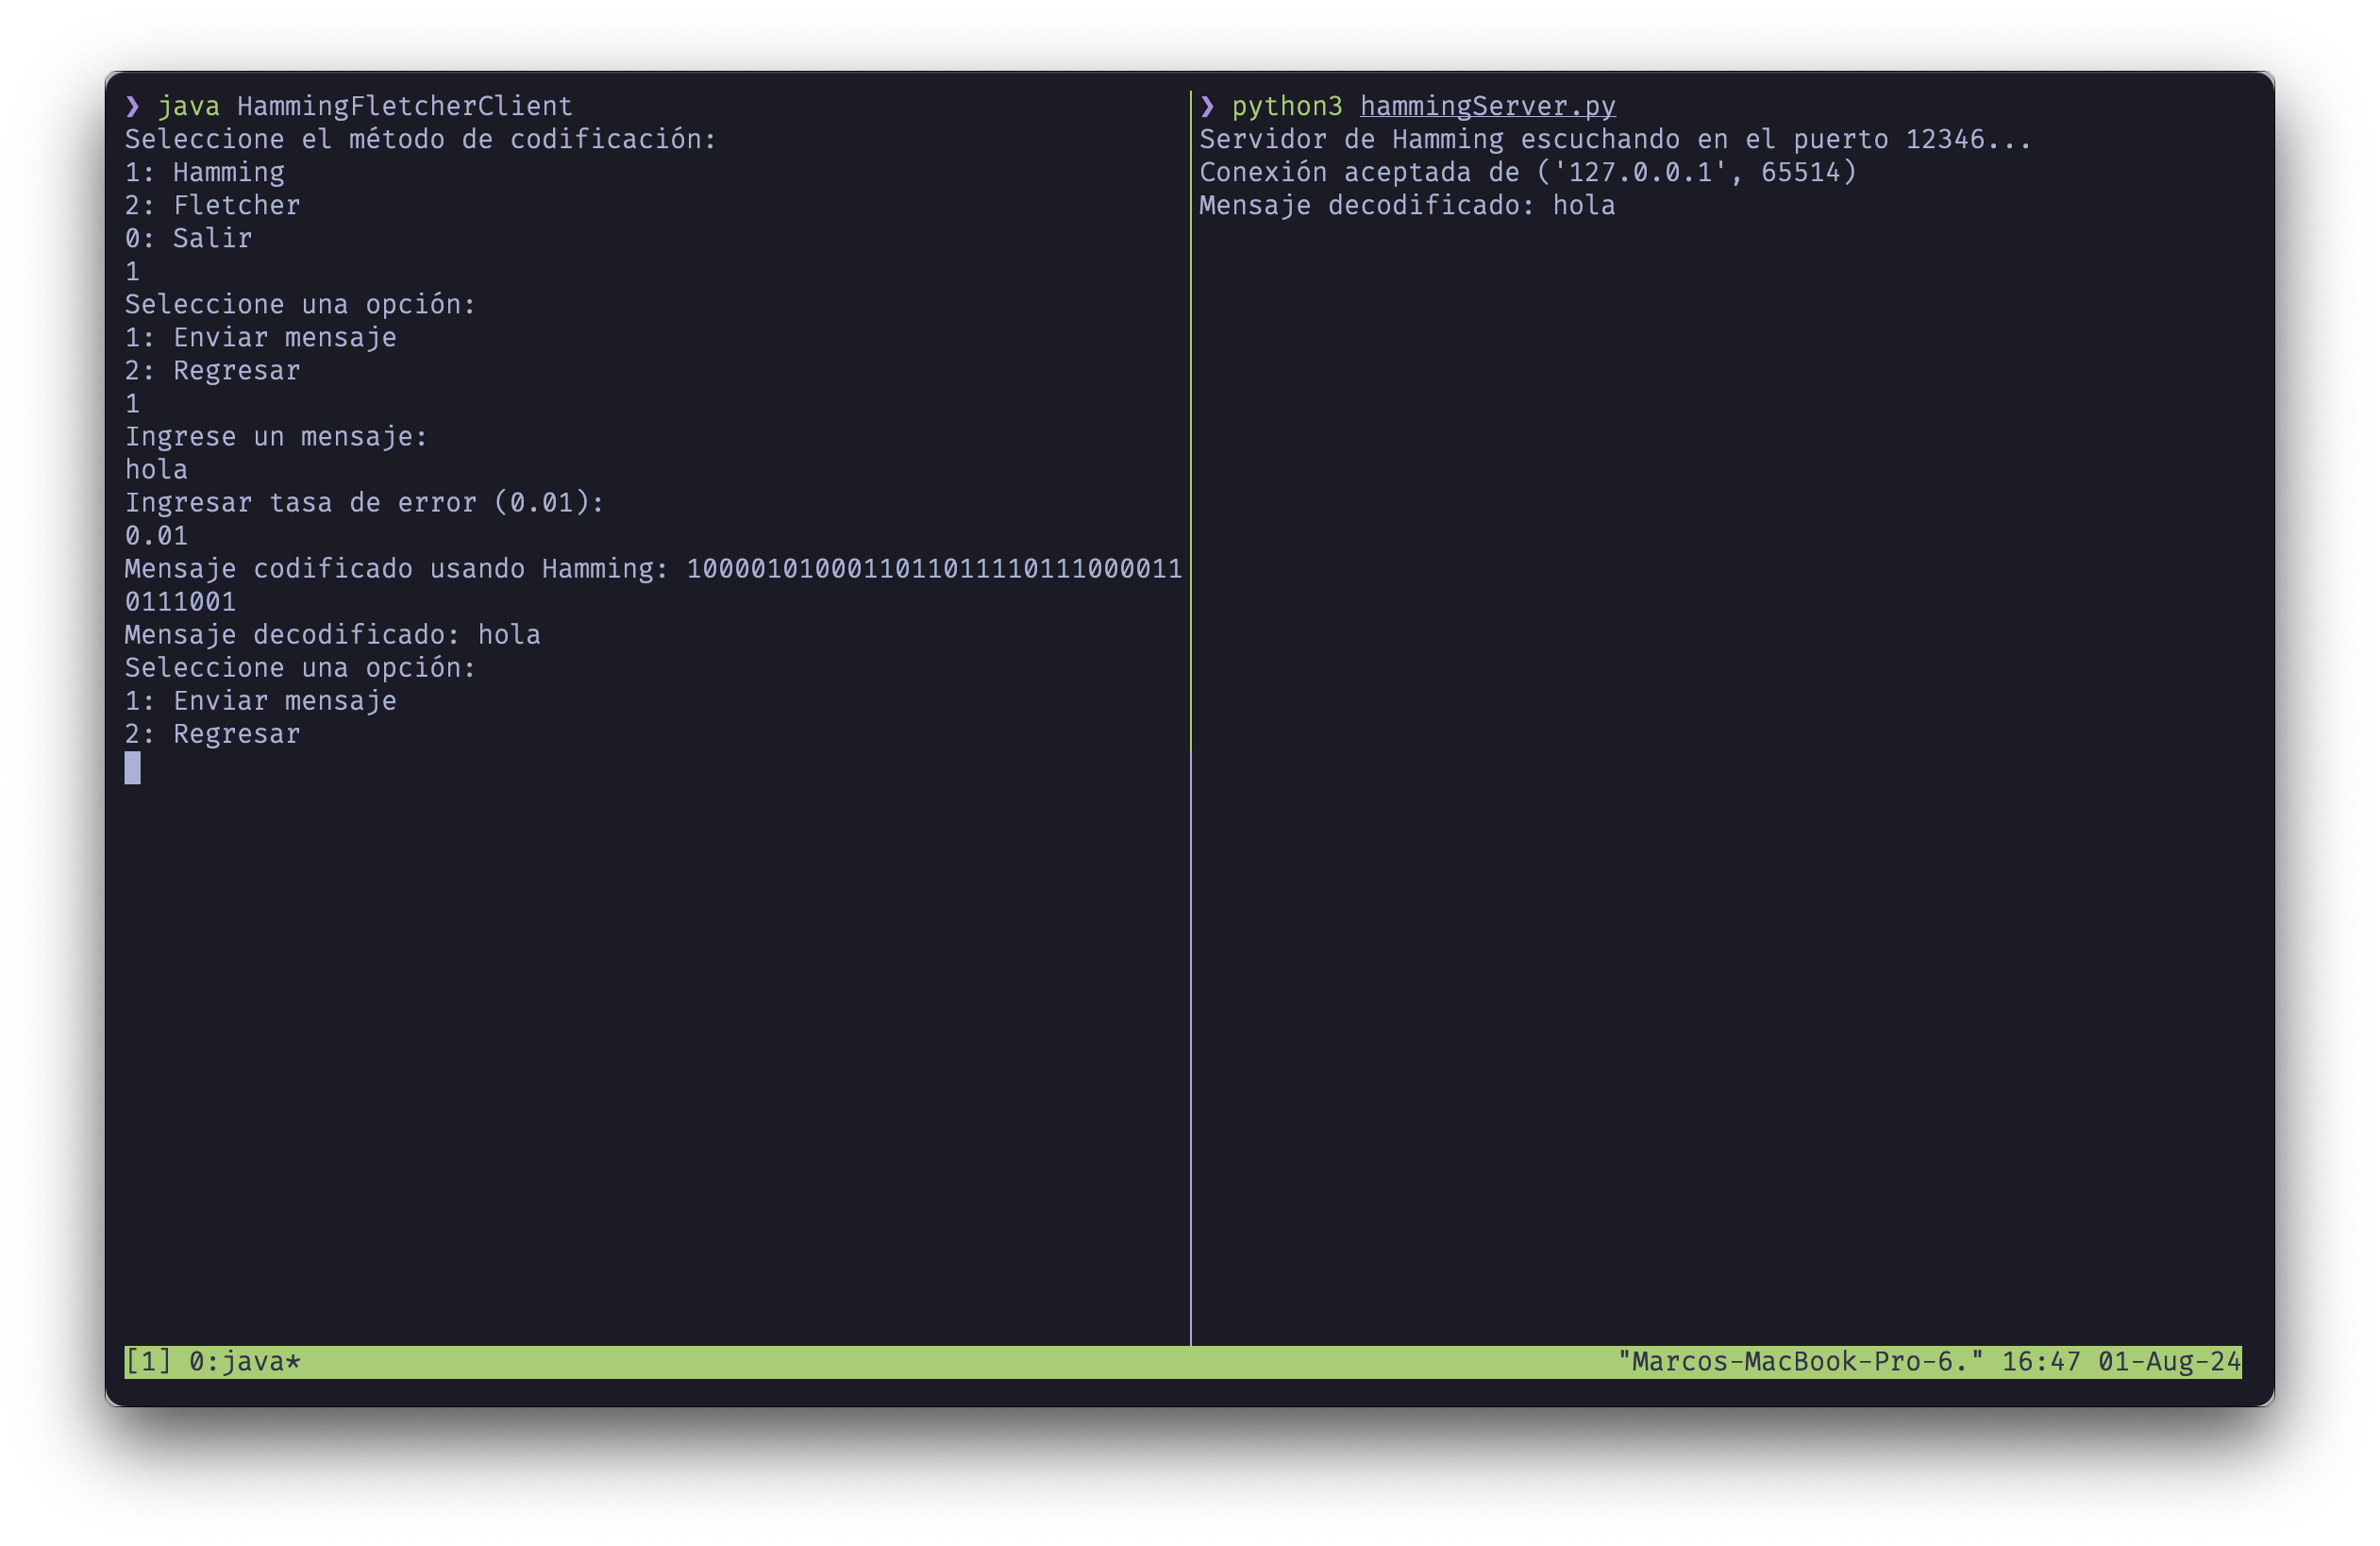 ❯ java HammingFletcherClient
Seleccione el método de codificación:
1: Hamming
2: Fletcher
0: Salir
1
Seleccione una opción:
1: Enviar mensaje
2: Regresar
1
Ingrese un mensaje:
hola
Ingresar tasa de error (0.01):
0.01
Mensaje codificado usando Hamming: 1000010100011011011110111000011
0111001
Mensaje decodificado: hola
Seleccione una opción:
1: Enviar mensaje
2: Regresar
❯ python3 hammingServer.py
Servidor de Hamming escuchando en el puerto 12346...
Conexión aceptada de ('127.0.0.1', 65514)
Mensaje decodificado: hola
[1] 0:java*
"Marcos-MacBook-Pro-6." 16:47 01-Aug-24